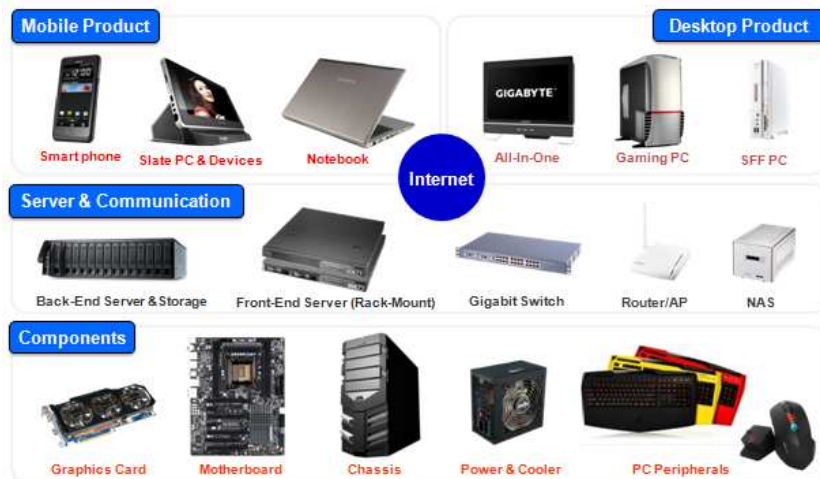 Mobile Product
Desktop Product
GIGABYTE
Smart phone
Slate PC & Devices
Notebook
All-In-One
Gaming PC
SFF PC
Internet
Server & Communication
Back-End Server & Storage
Front-End Server (Rack-Mount)
Gigabit Switch
Router/AP
NAS
Components
Graphics Card
Motherboard
Chassis
Power & Cooler
PC Peripherals